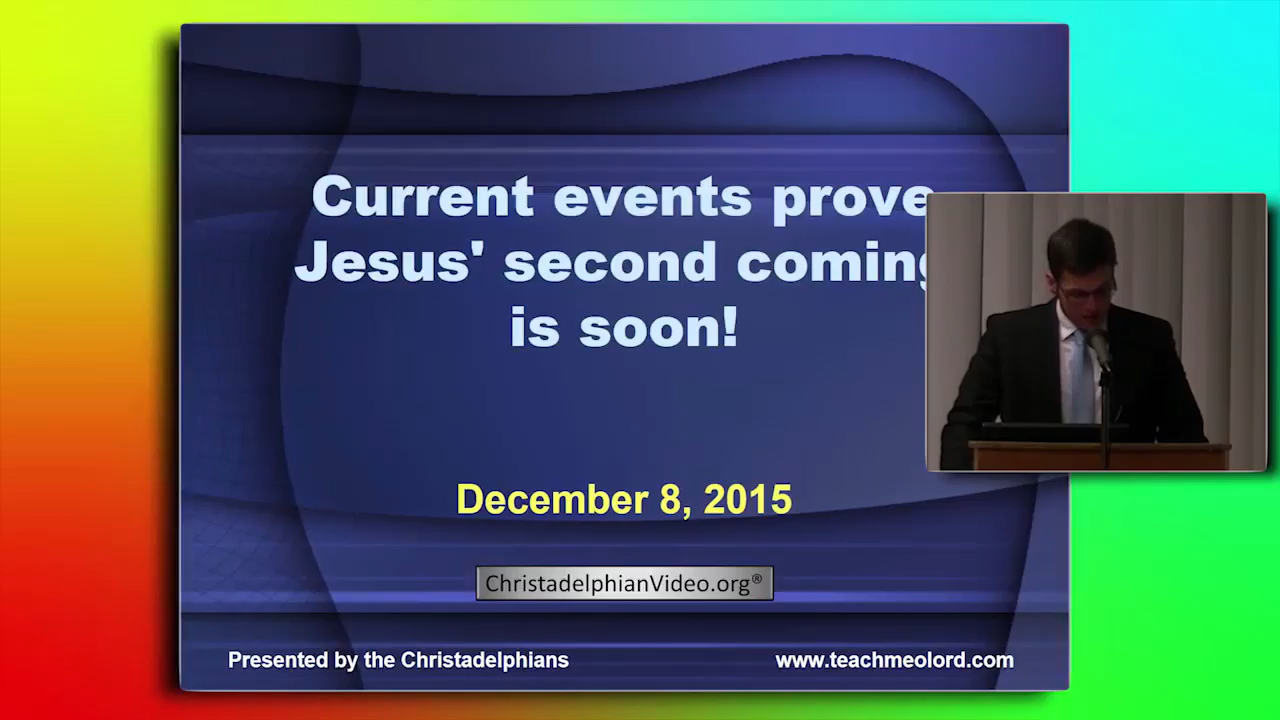 Current events prove
Jesus' second coming
is soon!
December 8, 2015
ChristadelphianVideo.org®
Presented by the Christadelphians
www.teachmeolord.com